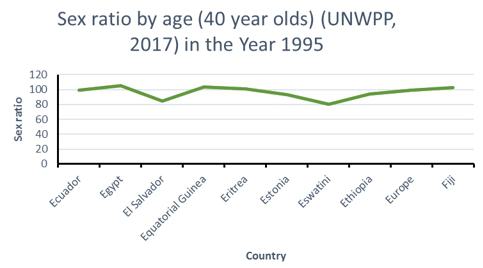 Sex ratio by age (40 year olds) (UNWPP,
2017) in the Year 1995
Sex ratio
120
100
80
60
40
20
0
Ecuador
Egypt
El Salvador
Equatorial Guinea
Eritrea
Estonia
Eswatini
Ethiopia
Europe
Fiji
Country